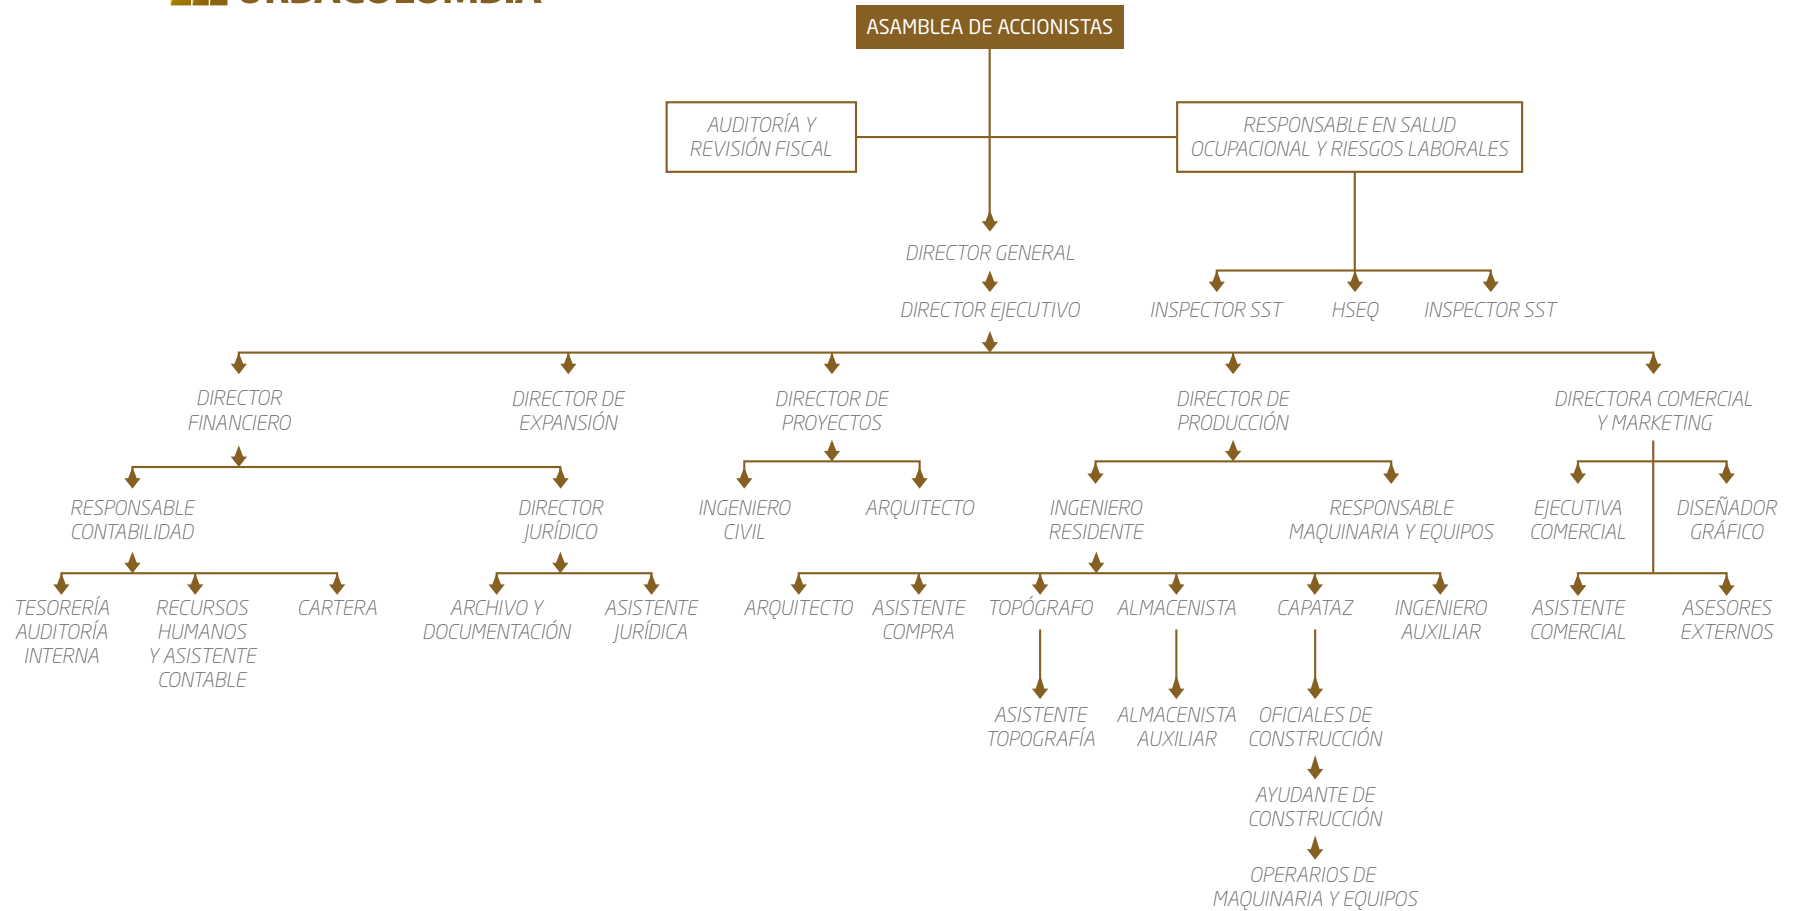 URBACOLOMBIA
ASAMBLEA DE ACCIONISTAS
AUDITORÍA Y
REVISIÓN FISCAL
RESPONSABLE EN SALUD
OCUPACIONAL Y RIESGOS LABORALES
DIRECTOR GENERAL
DIRECTOR EJECUTIVO
INSPECTOR SST
HSEQ
INSPECTOR SST
DIRECTOR
FINANCIERO
DIRECTOR DE
EXPANSIÓN
DIRECTOR DE
PROYECTOS
DIRECTOR DE
PRODUCCIÓN
DIRECTORA COMERCIAL
Y MARKETING
RESPONSABLE
CONTABILIDAD
DIRECTOR
JURÍDICO
INGENIERO
CIVIL
ARQUITECTO
INGENIERO
RESIDENTE
RESPONSABLE
MAQUINARIA Y EQUIPOS
EJECUTIVA
COMERCIAL
DISEÑADOR
GRÁFICO
TESORERÍA
AUDITORÍA
INTERNA
RECURSOS
HUMANOS
Y ASISTENTE
CONTABLE
CARTERA
ARCHIVO Y
DOCUMENTACIÓN
ASISTENTE
JURÍDICA
ARQUITECTO
ASISTENTE
COMPRA
TOPÓGRAFO
ALMACENISTA
CAPATAZ
INGENIERO
AUXILIAR
ASISTENTE
COMERCIAL
ASESORES
EXTERNOS
ASISTENTE
TOPOGRAFÍA
ALMACENISTA
AUXILIAR
OFICIALES DE
CONSTRUCCIÓN
AYUDANTE DE
CONSTRUCCIÓN
OPERARIOS DE
MAQUINARIA Y EQUIPOS